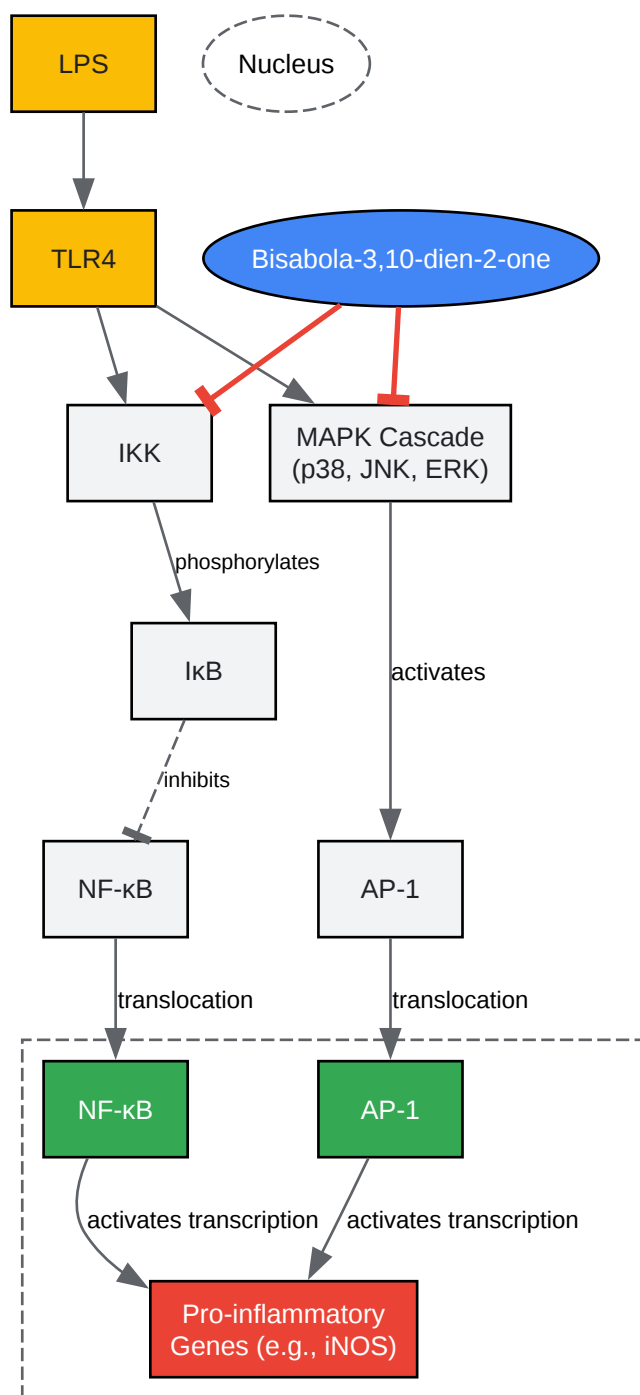 LPS
Nucleus
TLR4
Bisabola-3,10-dien-2-one
IKK
MAPK Cascade
(p38, JNK, ERK)
phosphorylates
IκB
activates
inhibits
NF-κB
AP-1
translocation
translocation
NF-κB
AP-1
activates transcription
activates transcription
Pro-inflammatory
Genes (e.g., iNOS)